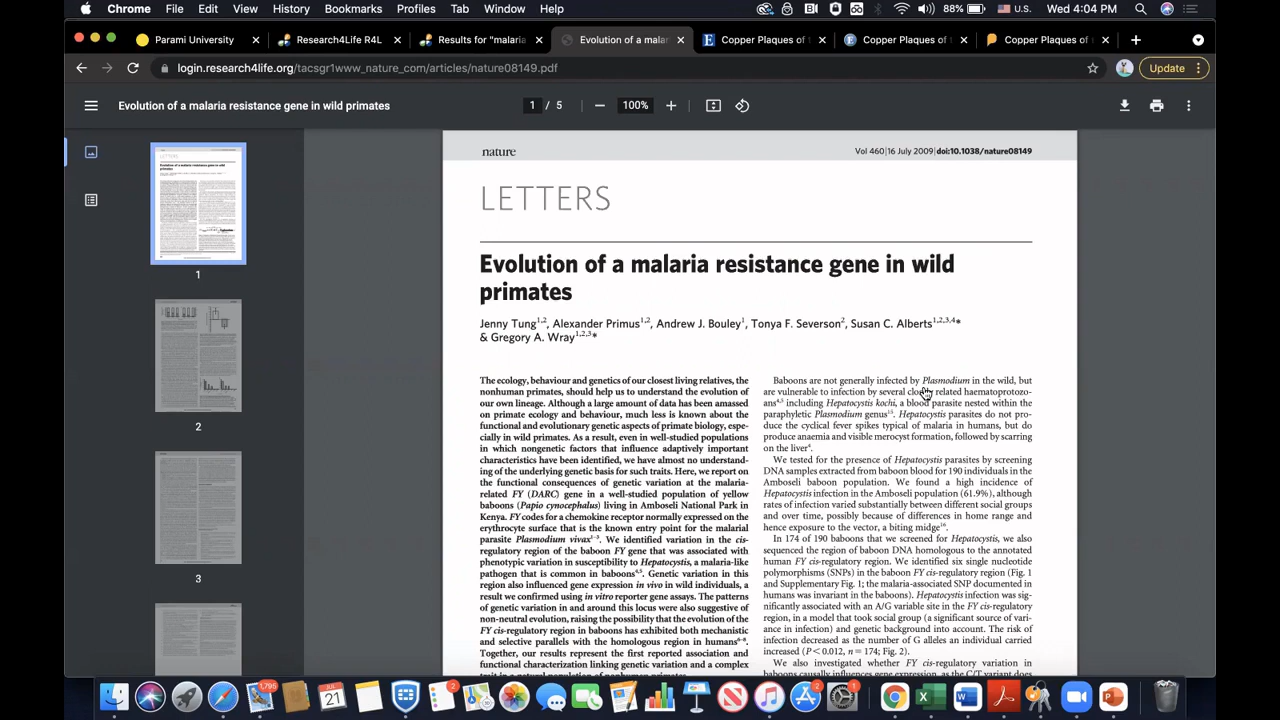 Chrome File Edit View History Bookmarks Profiles Tab Window Help 88% U.S. Wed 4:04 PM
Parami University Research4Life R4L Results for "malaria Evolution of a malar Copper Plaques of Copper Plaques of Copper Plaques of
login.research4life.org/tacsgr1www_nature_com/articles/nature08149.pdf Update
Evolution of a malaria resistance gene in wild primates 1 / 5 100%
1
2
3
nature Vol 460|16 July 2009|doi:10.1038/nature08149
LETTERS
Evolution of a malaria resistance gene in wild
primates
Jenny Tung1,2, Alexander Primus1,2, Andrew J. Bouley1, Tonya F. Severson2, Susan C. Alberts1,2,3,4*
& Gregory A. Wray1,2,3*
The ecology, behaviour and genetics of our closest living relatives, the
nonhuman primates, should help us to understand the evolution of
our own lineage. Although a large amount of data has been amassed
on primate ecology and behaviour, much less is known about the
functional and evolutionary genetic aspects of primate biology, espe-
cially in wild primates. As a result, even in well-studied populations
in which nongenetic factors that influence adaptively important
characteristics have been identified, we have almost no understand-
ing of the underlying genetic basis for such traits. Here, we report on
the functional consequences of genetic variation at the malaria-
related FY (DARC) gene in a well-studied population of yellow
baboons (Papio cynocephalus) living in Amboseli National Park in
Kenya. FY codes for a chemokine receptor normally expressed on the
erythrocyte surface that is the known entry point for the malarial
parasite Plasmodium vivax1–3. We identified variation in the cis-
regulatory region of the baboon FY gene that was associated with
phenotypic variation in susceptibility to Hepatocystis, a malaria-like
pathogen that is common in baboons4,5. Genetic variation in this
region also influenced gene expression in vivo in wild individuals, a
result we confirmed using in vitro reporter gene assays. The patterns
of genetic variation in and around this locus were also suggestive of
non-neutral evolution, raising the possibility that the evolution of the
FY cis-regulatory region in baboons has exhibited both mechanistic
and selective parallels with the homologous region in humans6–8.
Together, our results represent the first reported association and
functional characterization linking genetic variation and a complex
Baboons are not generally infected by Plasmodium in the wild, but
are vulnerable to infection by several closely related haematoprotozo-
ans4,5 including Hepatocystis kochi, a blood parasite nested within the
paraphyletic Plasmodium genus15. Hepatocystis parasites do not pro-
duce the cyclical fever spikes typical of malaria in humans, but do
produce anaemia and visible merocyst formation, followed by scarring
on the liver4.
We tested for the presence of Hepatocystis parasites by screening
DNA samples extracted from baboon blood for 190 individuals in the
Amboseli baboon population. We found a high incidence of
Hepatocystis infection in the Amboseli population (61.9%), although
rates of infection varied substantially between different social groups
and over time, possibly because of differences in home range and
hence exposure to the vector, a biting midge16.
In 174 of 190 baboons that we screened for Hepatocystis, we also
sequenced the region of baboon DNA homologous to the annotated
human FY cis-regulatory region. We identified six single nucleotide
polymorphisms (SNPs) in the baboon FY cis-regulatory region (Fig. 1
and Supplementary Fig. 1; the malaria-associated SNP documented in
humans was invariant in the baboons). Hepatocystis infection was sig-
nificantly associated with an A/G variable site in the FY cis-regulatory
region, in a model that took social group (a significant source of vari-
ance in infection) and genetic background into account. The risk of
infection decreased as the number of G alleles an individual carried
increased (P < 0.012, n = 174; Fig. 2).
We also investigated whether FY cis-regulatory variation in
1,795 JUL 21 2 2 1